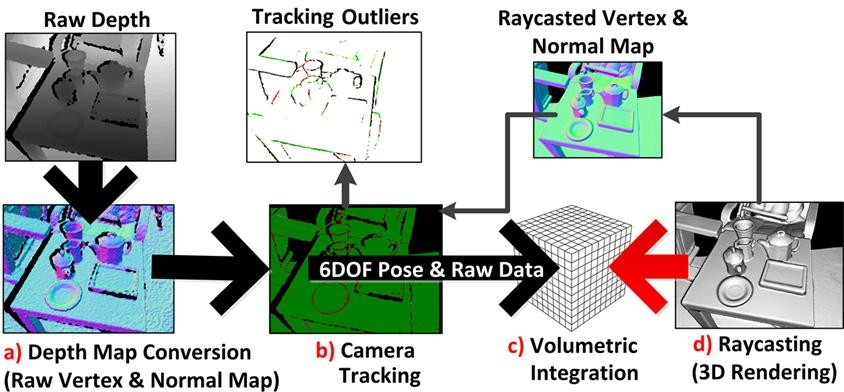 Raw Depth
Tracking Outliers
Raycasted Vertex &
Normal Map
6DOF Pose & Raw Data
a) Depth Map Conversion
(Raw Vertex & Normal Map)
b) Camera
Tracking
c) Volumetric
Integration
d) Raycasting
(3D Rendering)